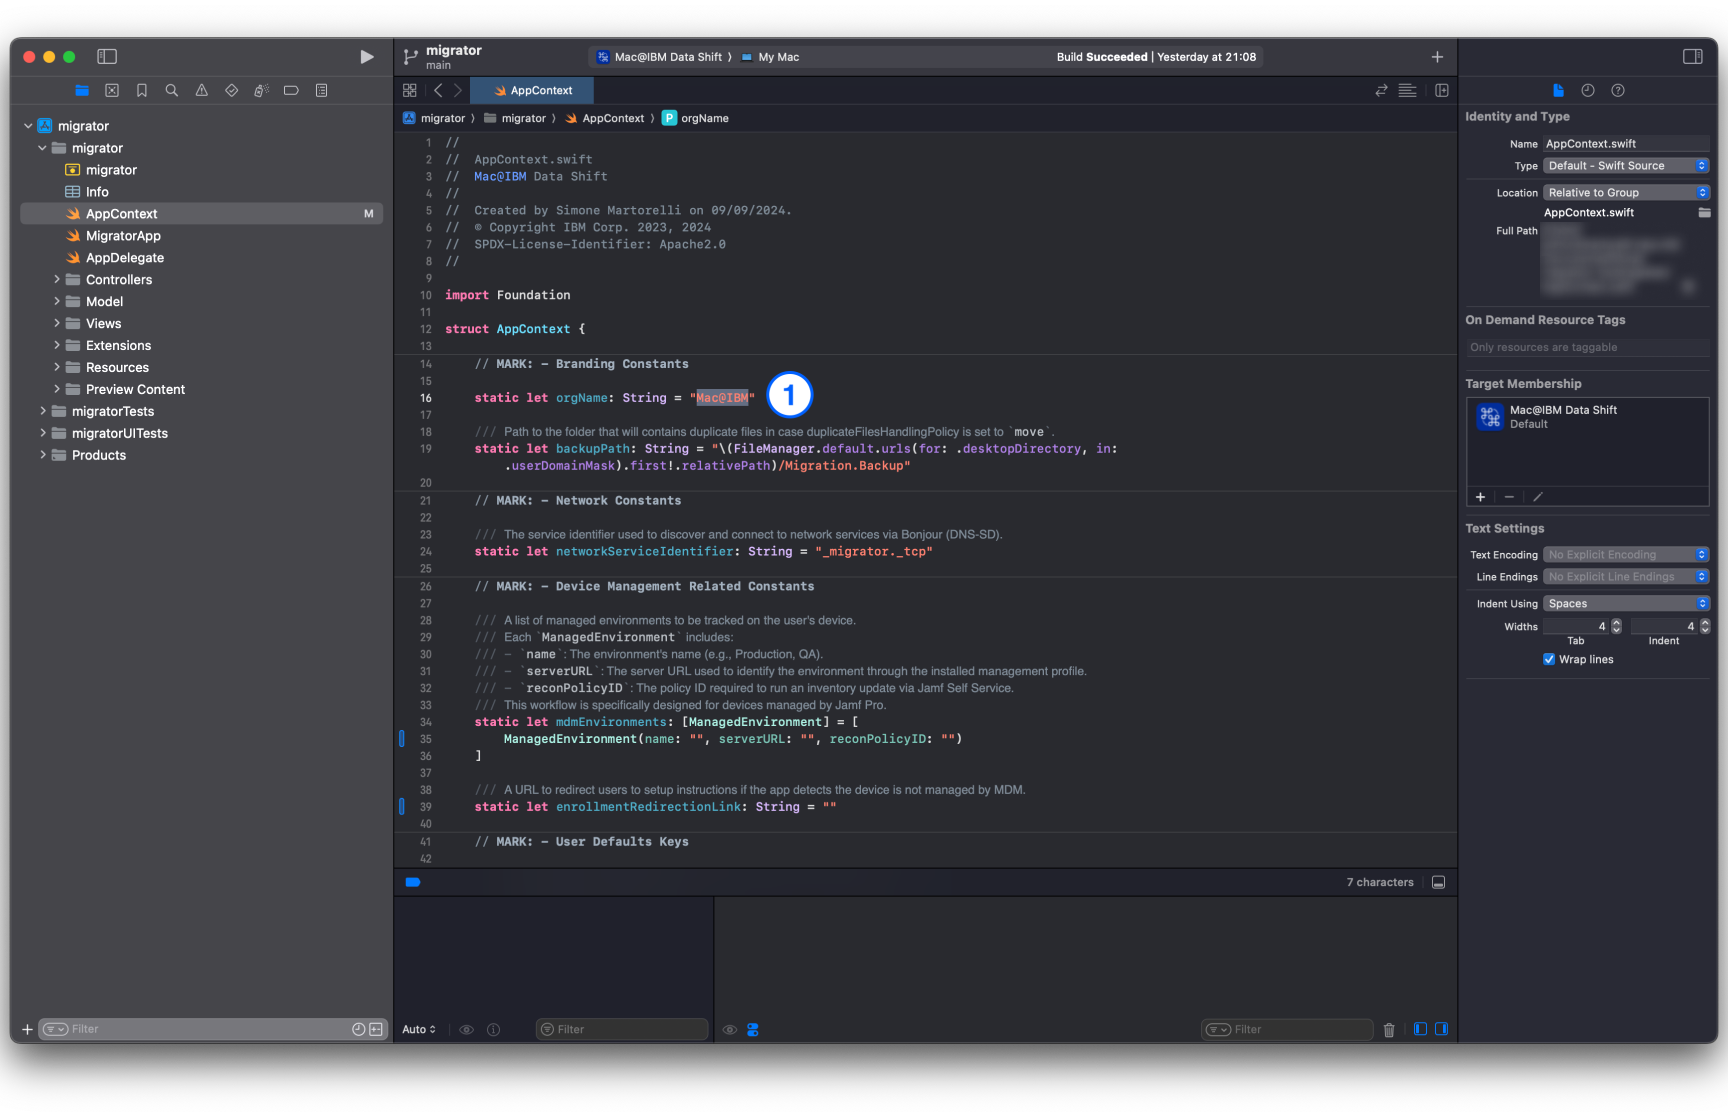 migrator
main
Mac@IBM Data Shift
My Mac
Build Succeeded | Yesterday at 21:08
migrator
migrator
migrator
Info
AppContext
M
MigratorApp
AppDelegate
Controllers
Model
Views
Extensions
Resources
Preview Content
migratorTests
migratorUITests
Products
Filter
AppContext
migrator
migrator
AppContext
P
orgName
1 //
2 // AppContext.swift
3 // Mac@IBM Data Shift
4 //
5 // Created by Simone Martorelli on 09/09/2024.
6 // © Copyright IBM Corp. 2023, 2024
7 // SPDX-License-Identifier: Apache2.0
8 //
9
10 import Foundation
11
12 struct AppContext {
13
14 // MARK: - Branding Constants
15
16 static let orgName: String = "Mac@IBM"
1
17
18 /// Path to the folder that will contains duplicate files in case duplicateFilesHandlingPolicy is set to `move`.
19 static let backupPath: String = "\(FileManager.default.urls(for: .desktopDirectory, in:
.userDomainMask).first!.relativePath)/Migration.Backup"
20
21 // MARK: - Network Constants
22
23 /// The service identifier used to discover and connect to network services via Bonjour (DNS-SD).
24 static let networkServiceIdentifier: String = "_migrator._tcp"
25
26 // MARK: - Device Management Related Constants
27
28 /// A list of managed environments to be tracked on the user's device.
29 /// Each `ManagedEnvironment` includes:
30 /// - `name`: The environment's name (e.g., Production, QA).
31 /// - `serverURL`: The server URL used to identify the environment through the installed management profile.
32 /// - `reconPolicyID`: The policy ID required to run an inventory update via Jamf Self Service.
33 /// This workflow is specifically designed for devices managed by Jamf Pro.
34 static let mdmEnvironments: [ManagedEnvironment] = [
35 ManagedEnvironment(name: "", serverURL: "", reconPolicyID: "")
36 ]
37
38 /// A URL to redirect users to setup instructions if the app detects the device is not managed by MDM.
39 static let enrollmentRedirectionLink: String = ""
40
41 // MARK: - User Defaults Keys
42
7 characters
Auto
Filter
Filter
Identity and Type
Name AppContext.swift
Type Default - Swift Source
Location Relative to Group
AppContext.swift
Full Path
On Demand Resource Tags
Only resources are taggable
Target Membership
Mac@IBM Data Shift
Default
Text Settings
Text Encoding No Explicit Encoding
Line Endings No Explicit Line Endings
Indent Using Spaces
Widths 4 4
Tab Indent
Wrap lines